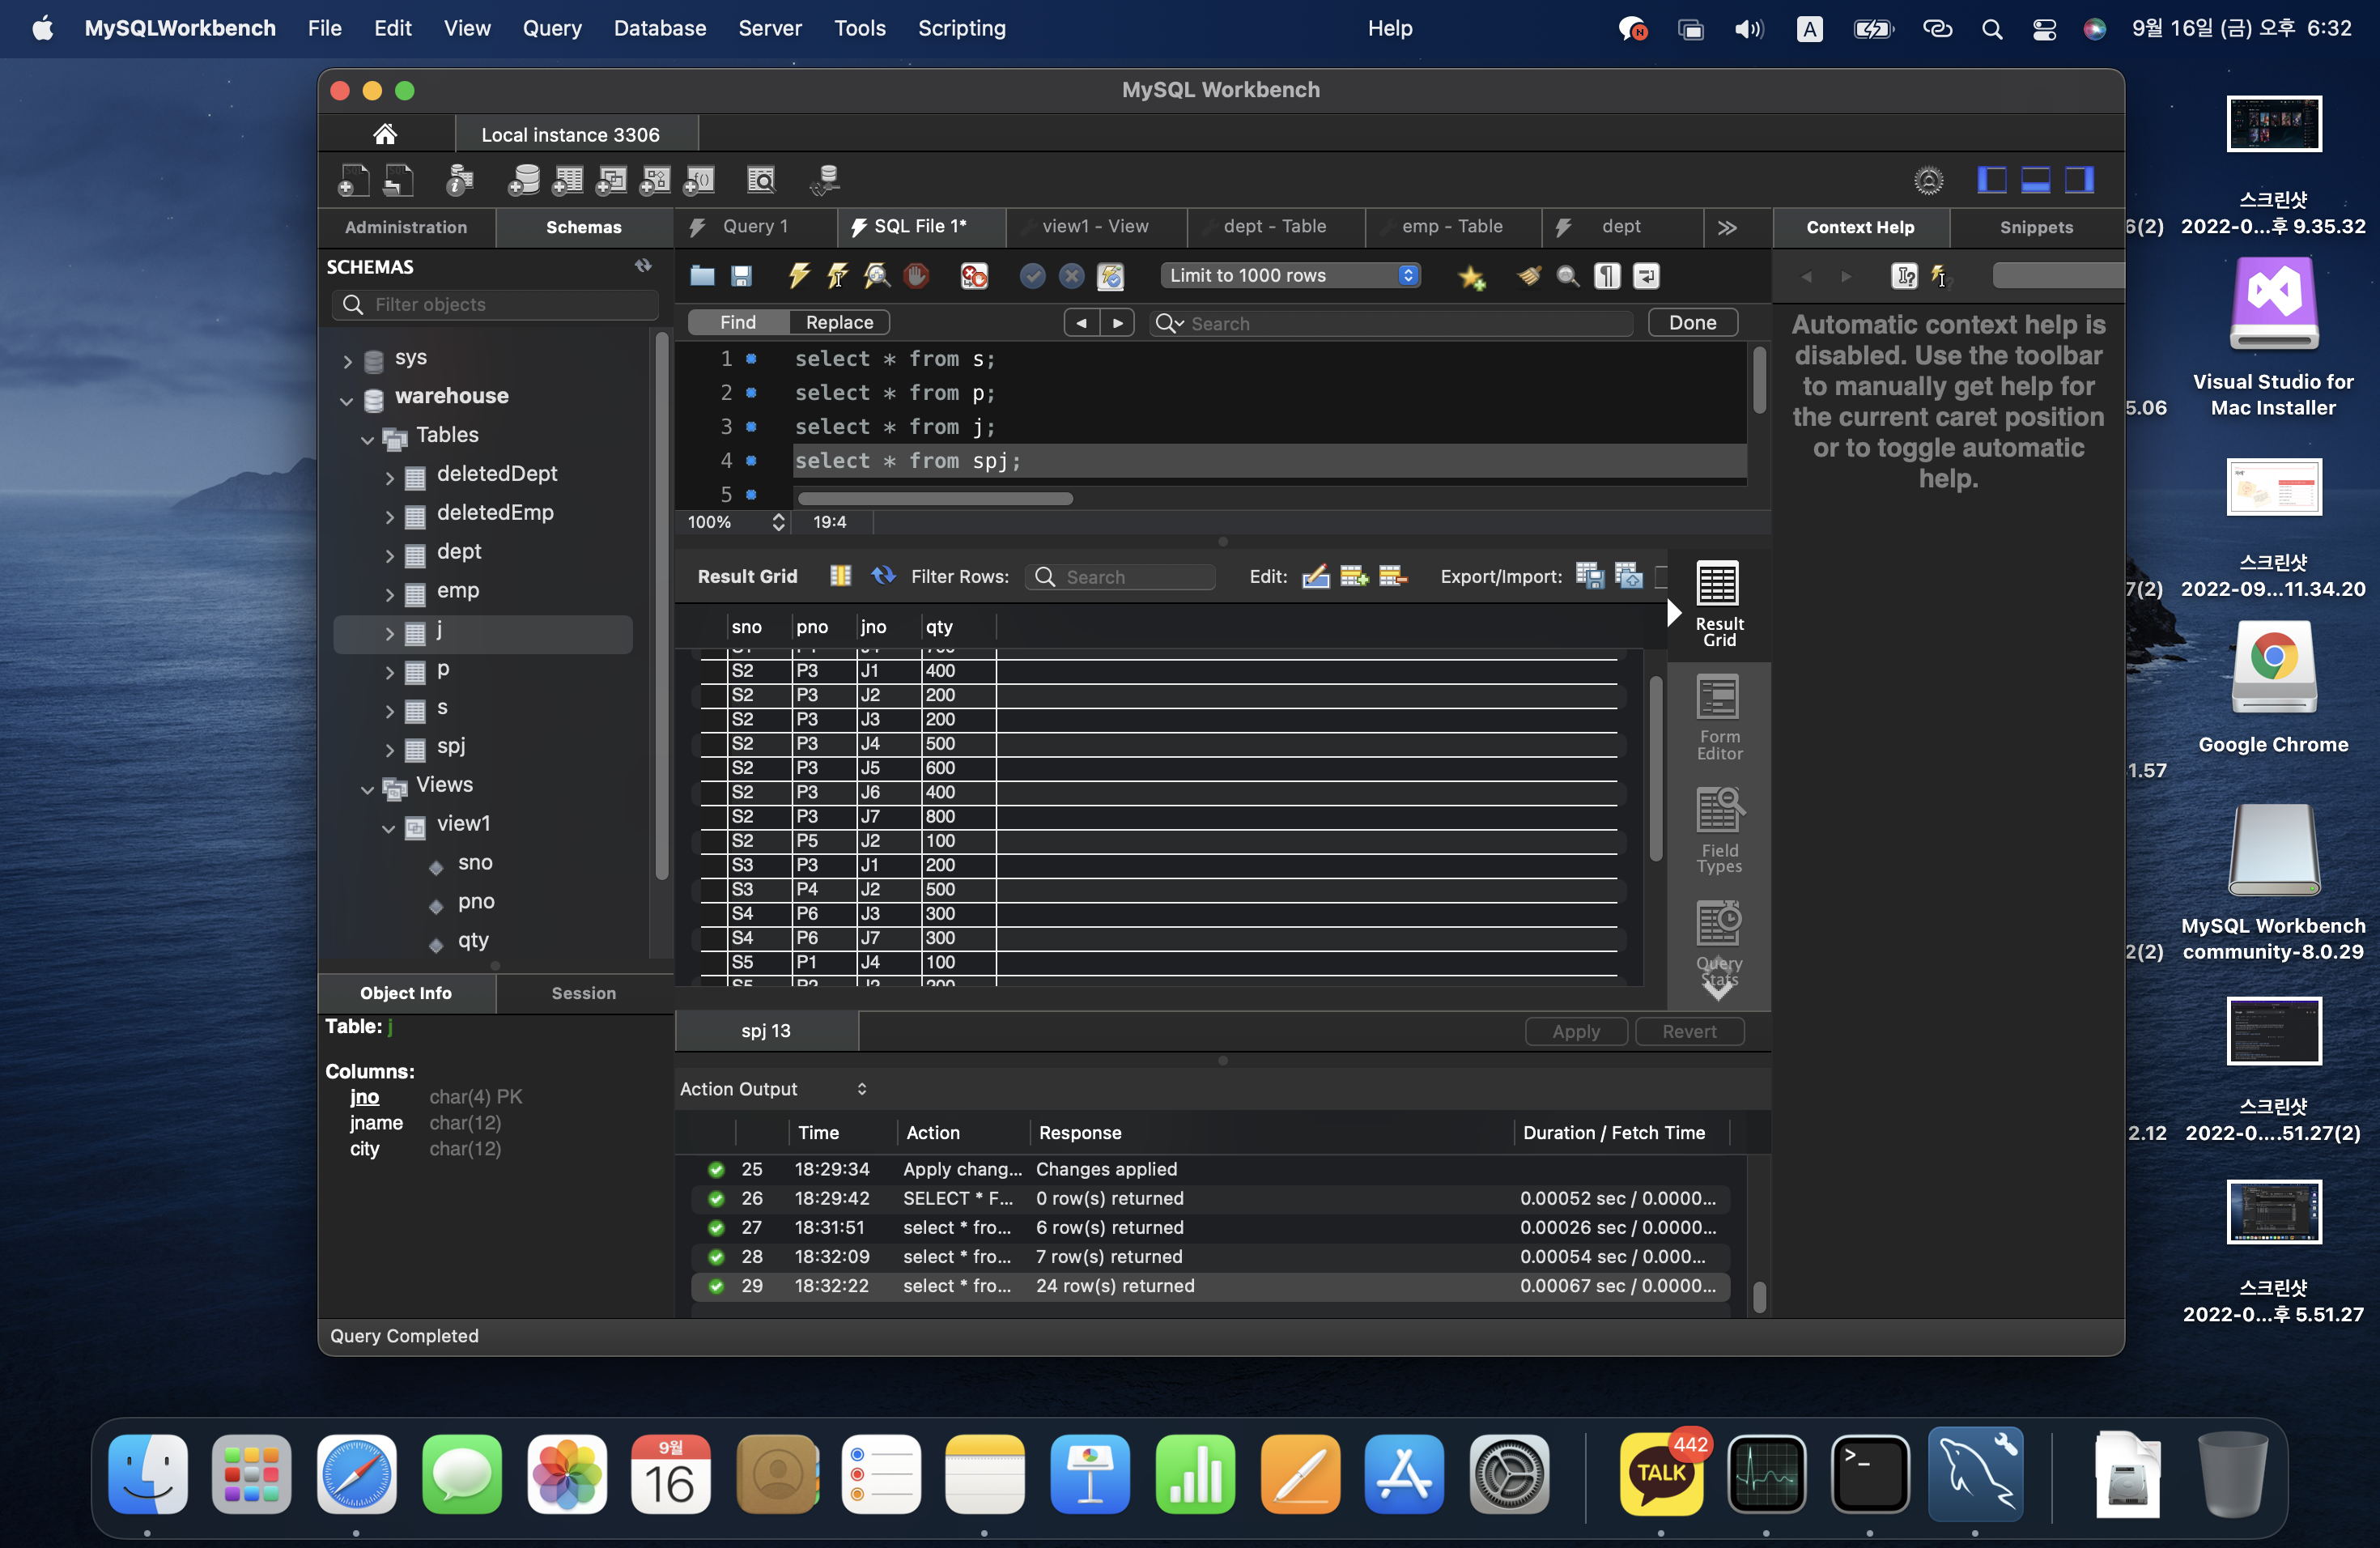 MySQLWorkbench File Edit View Query Database Server Tools Scripting Help A 9월 16일 (금) 오후 6:32
MySQL Workbench
Local instance 3306
Administration Schemas
Query 1 SQL File 1* view1 - View dept - Table emp - Table dept
Context Help Snippets
SCHEMAS
Filter objects
Limit to 1000 rows
Find Replace Search Done
sys
warehouse
Tables
deletedDept
deletedEmp
dept
emp
j
p
s
spj
Views
view1
sno
pno
qty
1 select * from s;
2 select * from p;
3 select * from j;
4 select * from spj;
5
100% 19:4
Automatic context help is
disabled. Use the toolbar
to manually get help for
the current caret position
or to toggle automatic
help.
Result Grid Filter Rows: Search Edit: Export/Import:
sno pno jno qty
S2 P3 J1 400
S2 P3 J2 200
S2 P3 J3 200
S2 P3 J4 500
S2 P3 J5 600
S2 P3 J6 400
S2 P3 J7 800
S2 P5 J2 100
S3 P3 J1 200
S3 P4 J2 500
S4 P6 J3 300
S4 P6 J7 300
S5 P1 J4 100
Result
Grid
Form
Editor
Field
Types
Query
Stats
spj 13 Apply Revert
Object Info Session
Table: j
Columns:
jno char(4) PK
jname char(12)
city char(12)
Action Output
Time Action Response Duration / Fetch Time
25 18:29:34 Apply chang... Changes applied
26 18:29:42 SELECT * F... 0 row(s) returned 0.00052 sec / 0.0000...
27 18:31:51 select * fro... 6 row(s) returned 0.00026 sec / 0.0000...
28 18:32:09 select * fro... 7 row(s) returned 0.00054 sec / 0.000...
29 18:32:22 select * fro... 24 row(s) returned 0.00067 sec / 0.0000...
Query Completed
스크린샷
6(2) 2022-0...후 9.35.32
Visual Studio for
5.06 Mac Installer
스크린샷
7(2) 2022-09...11.34.20
Google Chrome
1.57
MySQL Workbench
2(2) community-8.0.29
스크린샷
2.12 2022-0....51.27(2)
스크린샷
2022-0...후 5.51.27
9월
16
TALK
442